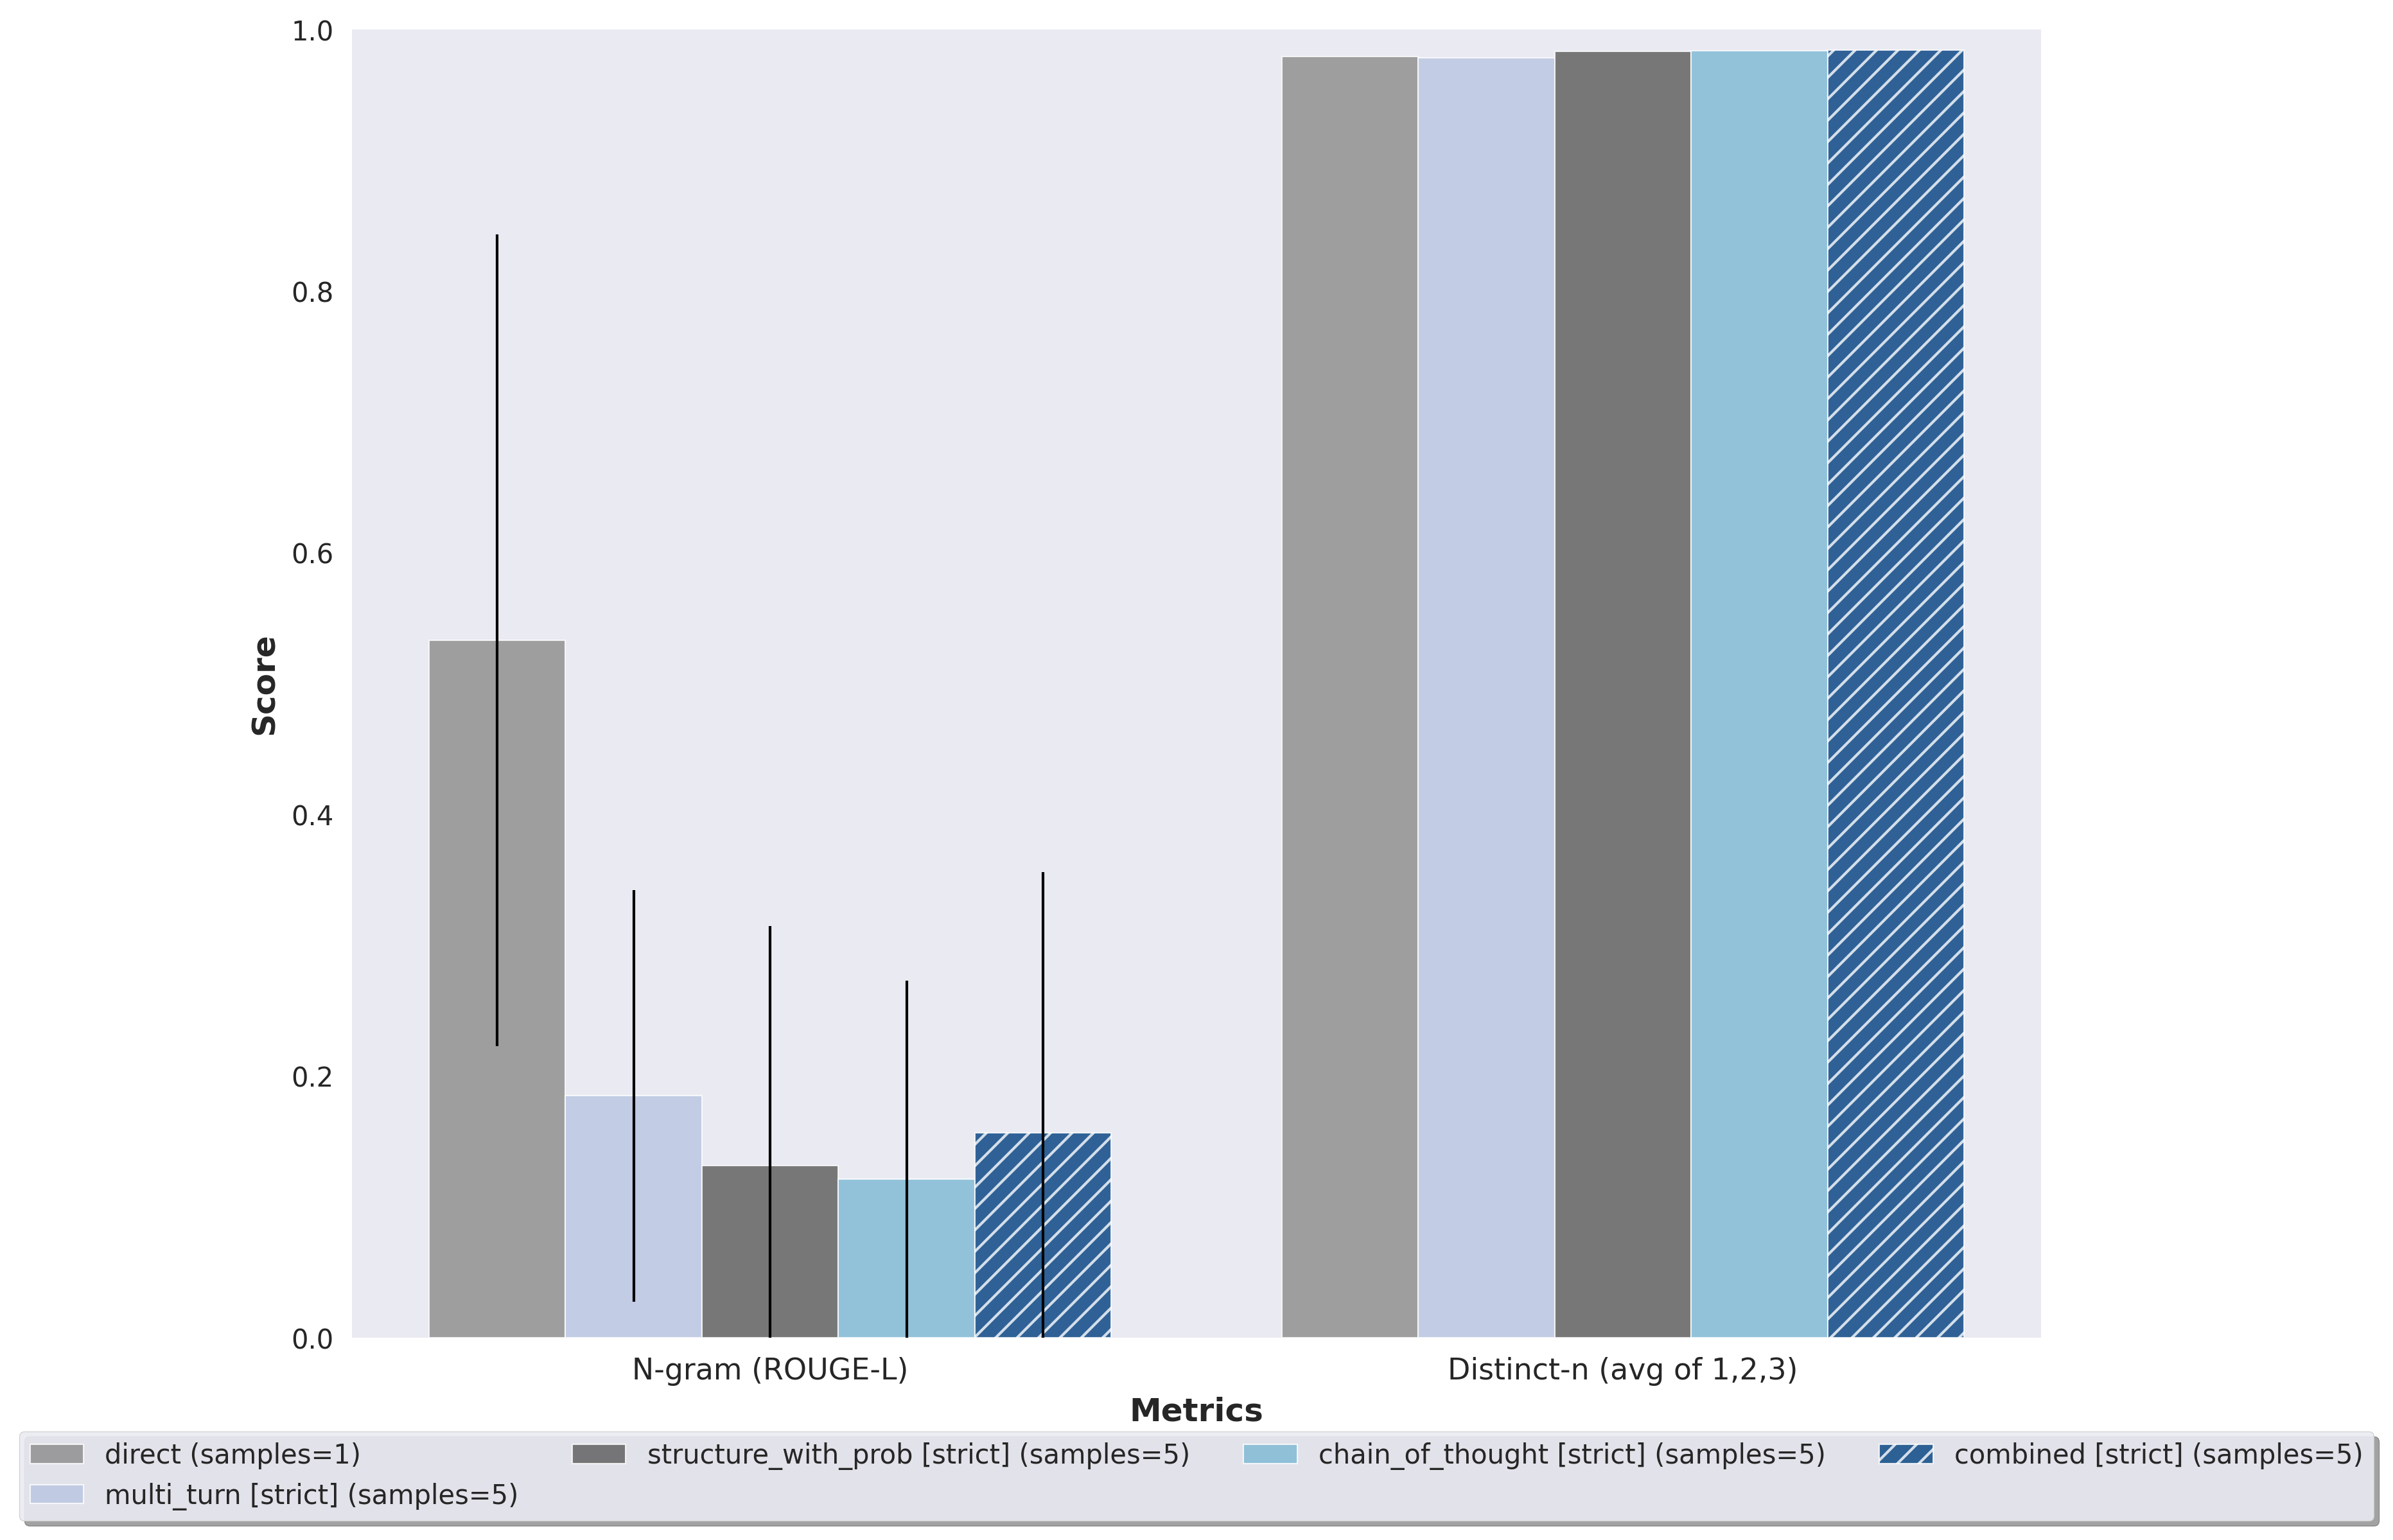 1.0
0.8
0.6
0.4
0.2
0.0
Score
N-gram (ROUGE-L)
Distinct-n (avg of 1,2,3)
Metrics
direct (samples=1)
multi_turn [strict] (samples=5)
structure_with_prob [strict] (samples=5)
chain_of_thought [strict] (samples=5)
combined [strict] (samples=5)